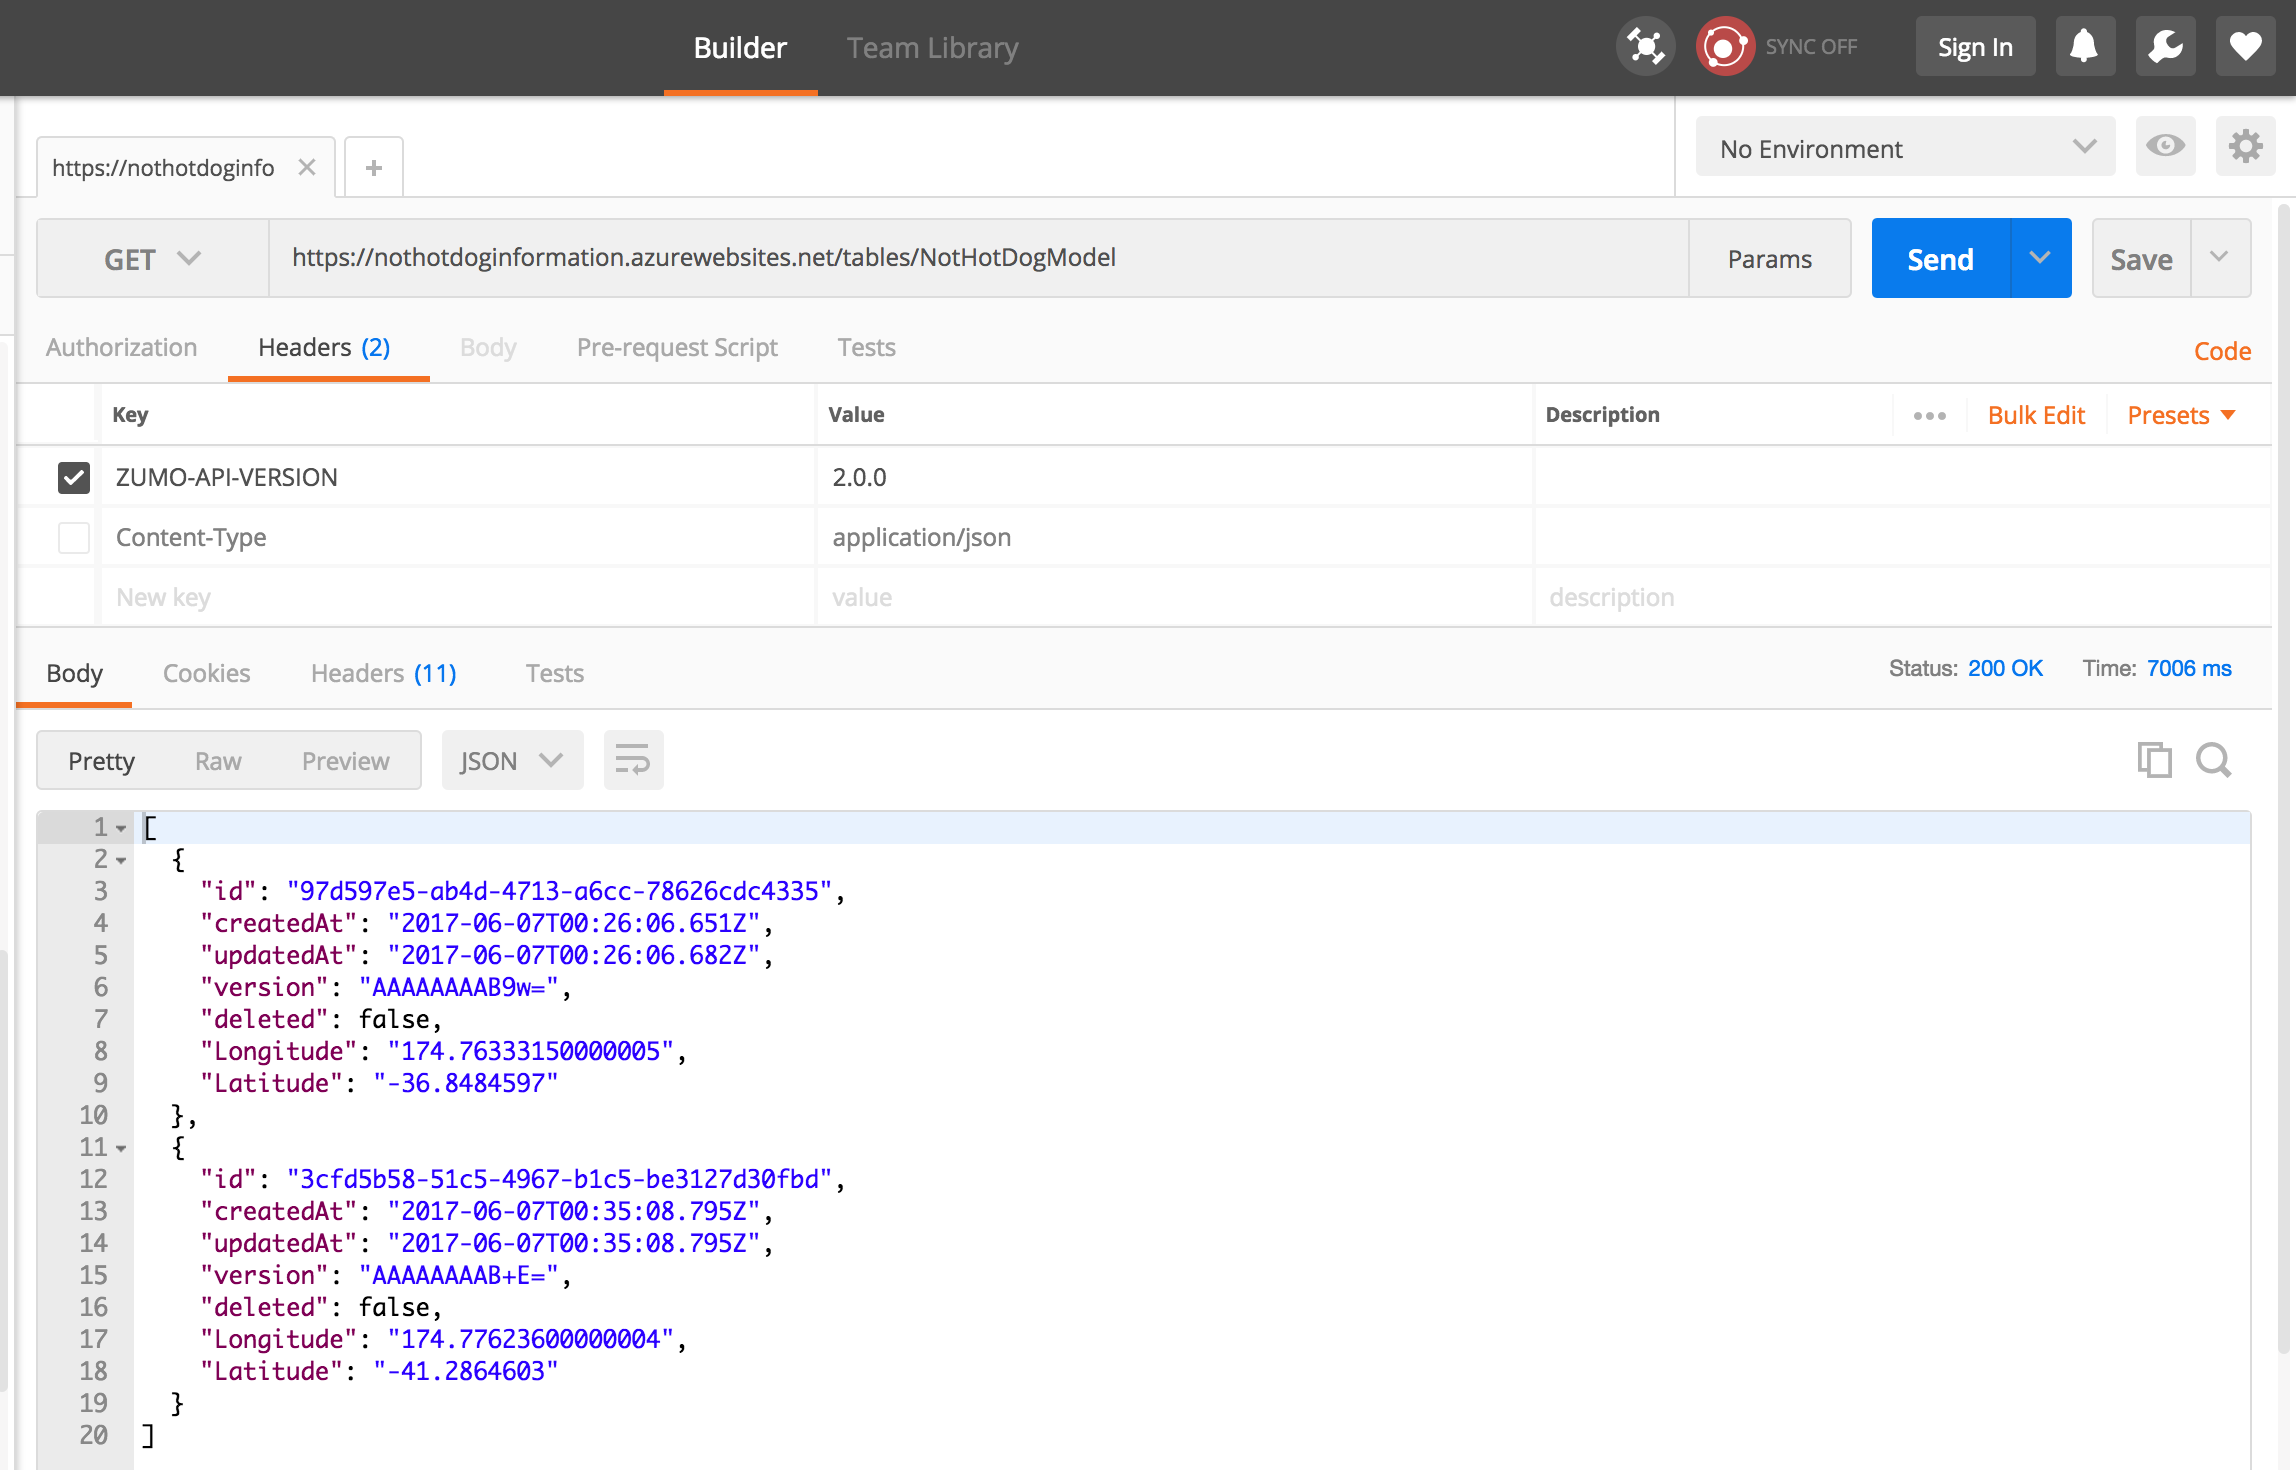 Builder Team Library SYNC OFF Sign In
https://nothotdoginfo No Environment
GET https://nothotdoginformation.azurewebsites.net/tables/NotHotDogModel Params Send Save
Authorization Headers (2) Body Pre-request Script Tests Code
Key Value Description Bulk Edit Presets
ZUMO-API-VERSION 2.0.0
Content-Type application/json
New key value description
Body Cookies Headers (11) Tests Status: 200 OK Time: 7006 ms
Pretty Raw Preview JSON
1 [
2 {
3 "id": "97d597e5-ab4d-4713-a6cc-78626cdc4335",
4 "createdAt": "2017-06-07T00:26:06.651Z",
5 "updatedAt": "2017-06-07T00:26:06.682Z",
6 "version": "AAAAAAAAB9w=",
7 "deleted": false,
8 "Longitude": "174.76333150000005",
9 "Latitude": "-36.8484597"
10 },
11 {
12 "id": "3cfd5b58-51c5-4967-b1c5-be3127d30fbd",
13 "createdAt": "2017-06-07T00:35:08.795Z",
14 "updatedAt": "2017-06-07T00:35:08.795Z",
15 "version": "AAAAAAAAB+E=",
16 "deleted": false,
17 "Longitude": "174.77623600000004",
18 "Latitude": "-41.2864603"
19 }
20 ]